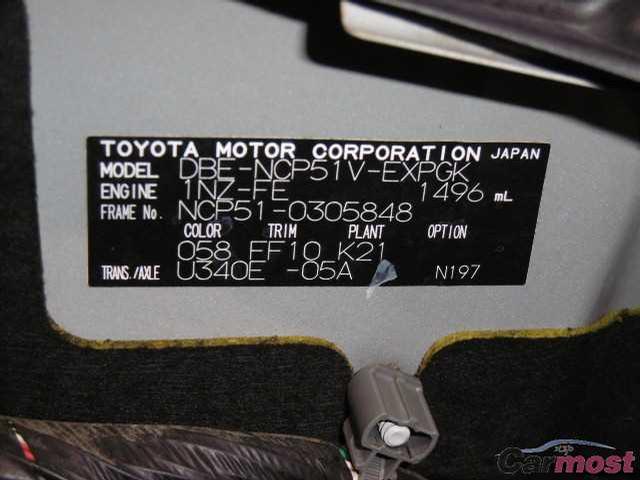 TOYOTA MOTOR CORPORATION JAPAN
MODEL DBE-NCP51V-EXPGK
ENGINE 1NZ-FE 1496 mL
FRAME No. NCP51-0305848
COLOR TRIM PLANT OPTION
058 FF10 K21
TRANS./AXLE U340E -05A N197
Carmost